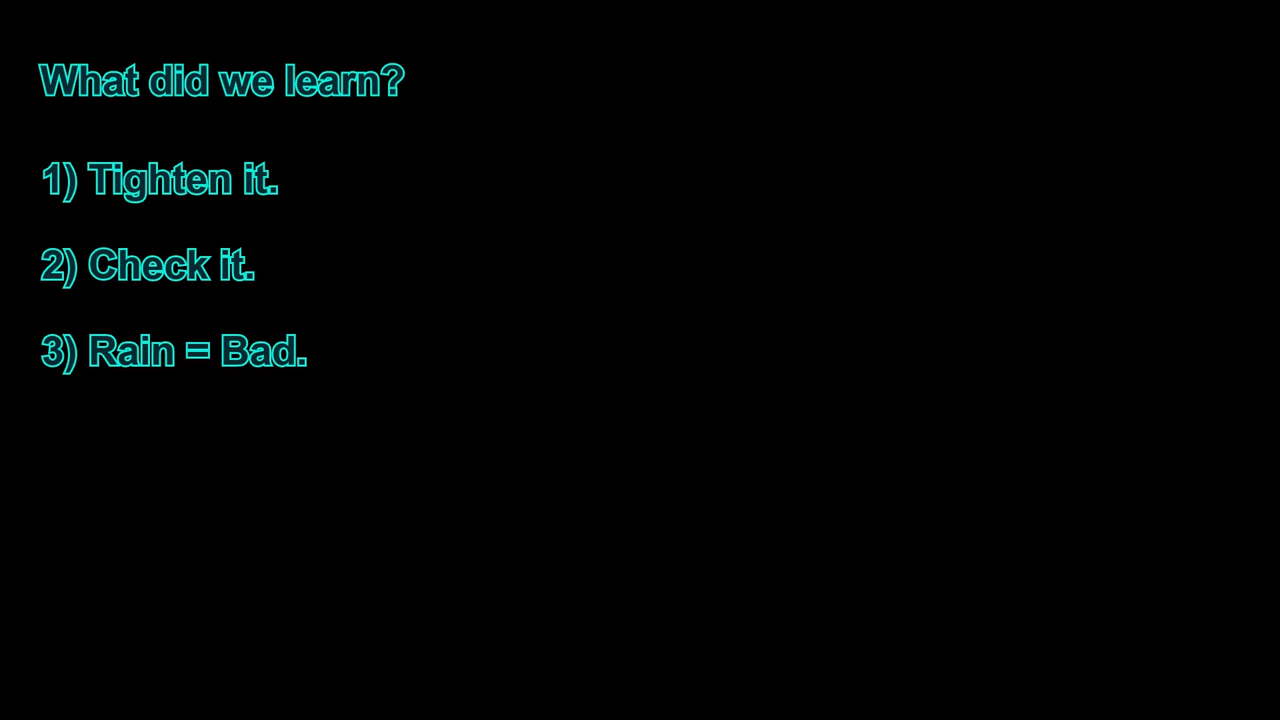 What did we learn?
1) Tighten it.
2) Check it.
3) Rain = Bad.